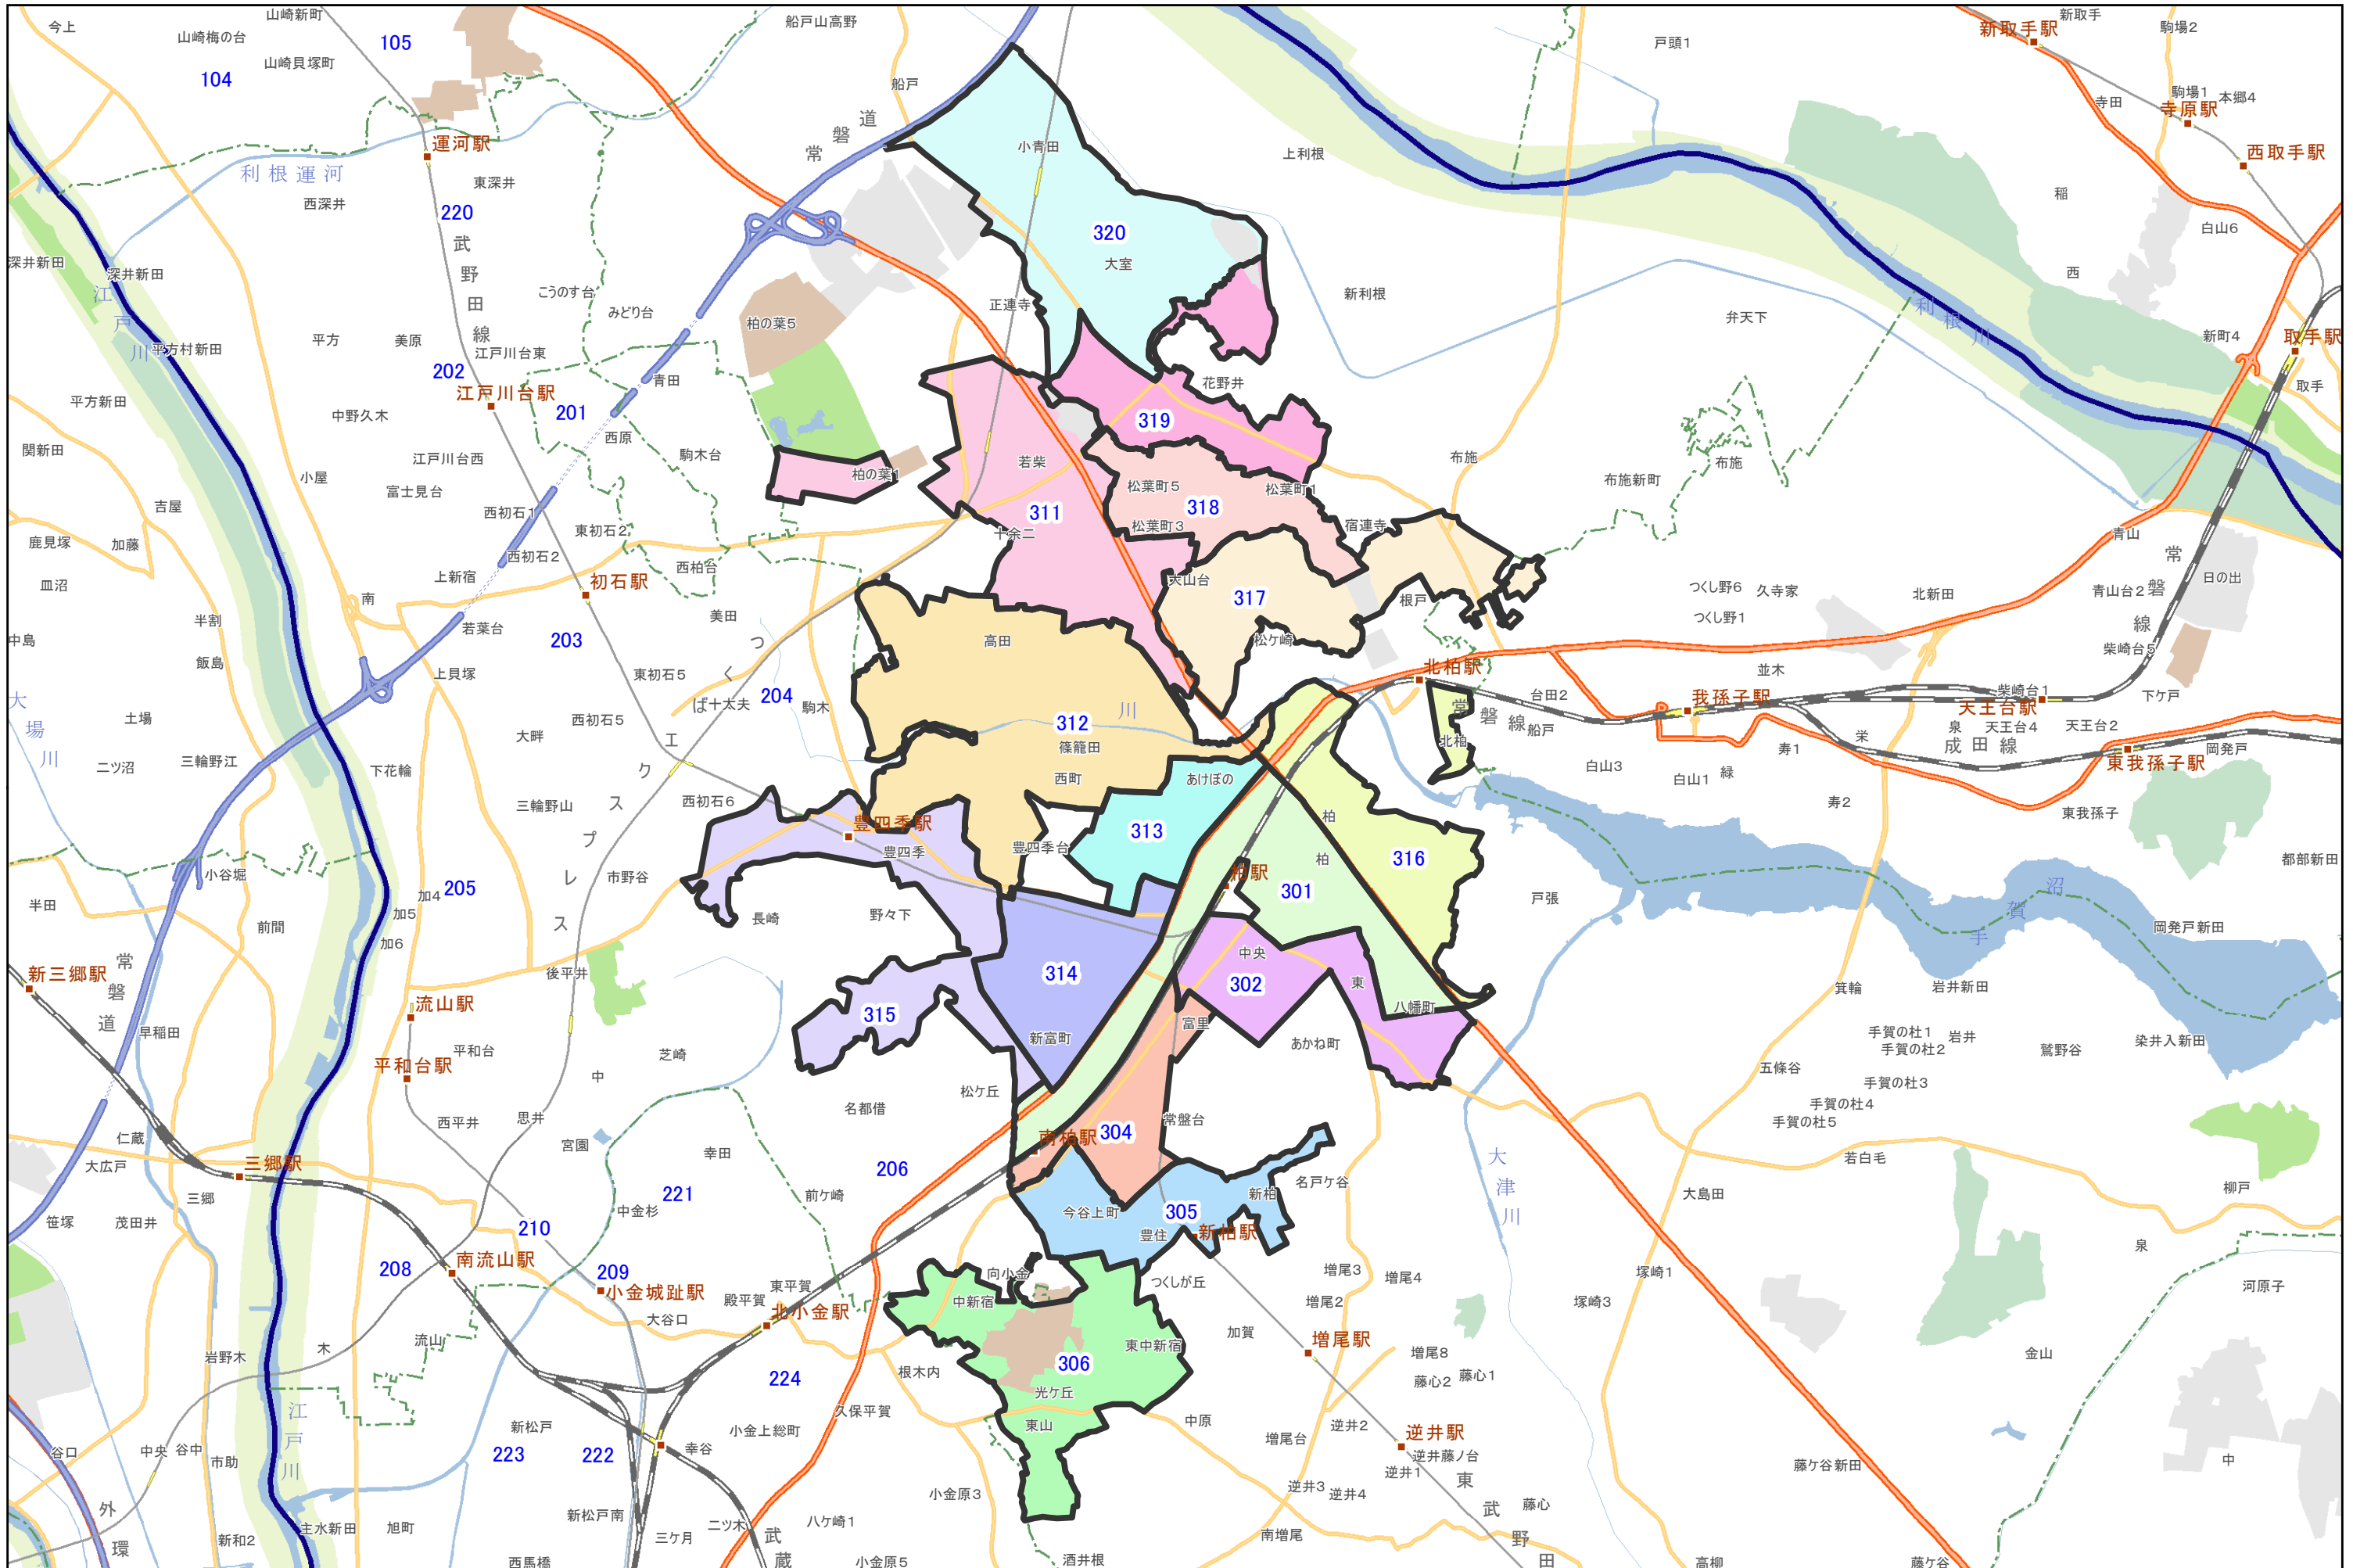 今上
山崎新町
山崎梅の台
105
山崎貝塚町
104
船戸山高野
船戸
戸頭1
新取手駅
新取手
駒場2
駒場1
本郷4
寺田
寺原駅
西取手駅
運河駅
利根運河
東深井
西深井
220
常磐道
小青田
上利根
稲
白山6
西
武野田線
深井新田
深井新田
江戸川
こうのす台
みどり台
320
大室
正連寺
新利根
弁天下
利根川
新町4
取手駅
取手
平方村新田
平方
美原
江戸川台東
柏の葉5
202
江戸川台駅
青田
201
花野井
319
平方新田
中野久木
西原
関新田
小屋
江戸川台西
富士見台
駒木台
柏の葉1
若柴
布施
布施
布施新町
吉屋
西初石1
東初石2
311
松葉町5
松葉町1
318
松葉町3
宿連寺
十余二
鹿見塚
加藤
皿沼
西初石2
上新宿
初石駅
西柏台
青山
常磐線
日の出
青山台2
南
半割
若葉台
203
美田
大山台
317
根戸
つくし野6
久寺家
つくし野1
北新田
中島
飯島
上貝塚
東初石5
つくばエクスプレス
高田
松ケ崎
北柏駅
並木
柴崎台5
大場川
土場
西初石5
十太夫
204
駒木
312
川
篠籠田
常磐線
台田2
船戸
我孫子駅
柴崎台1
天王台駅
下ケ戸
泉
天王台4
天王台2
成田線
栄
寿1
岡発戸
東我孫子駅
二ツ沼
三輪野江
大畔
下花輪
西町
あけぼの
北柏
白山3
白山1
緑
寿2
東我孫子
三輪野山
西初石6
豊四季駅
豊四季
豊四季台
313
柏
柏
316
都部新田
小谷堀
加4
205
市野谷
柏駅
301
戸張
手賀沼
半田
加5
前間
加6
長崎
野々下
岡発戸新田
新三郷駅
常磐道
後平井
314
中央
302
東
八幡町
箕輪
岩井新田
流山駅
315
新富町
富里
あかね町
早稲田
平和台
芝崎
手賀の杜1
岩井
手賀の杜2
鷲野谷
染井入新田
平和台駅
中
松ケ丘
五條谷
手賀の杜3
手賀の杜4
手賀の杜5
仁蔵
西平井
思井
名都借
常盤台
304
南柏駅
大広戸
三郷駅
宮園
幸田
206
若白毛
三郷
221
前ケ崎
今谷上町
305
新柏
名戸ケ谷
大津川
大島田
柳戸
笹塚
茂田井
210
中金杉
豊住
新柏駅
泉
208
南流山駅
209
小金城趾駅
殿平賀
東平賀
北小金駅
向小金
中新宿
つくしが丘
増尾3
増尾4
増尾2
塚崎1
塚崎3
河原子
大谷口
流山
木
岩野木
加賀
増尾駅
東中新宿
306
光ケ丘
根木内
224
増尾8
藤心2
藤心1
金山
江戸川
新松戸
久保平賀
小金上総町
東山
中原
増尾台
逆井2
逆井駅
逆井藤ノ台
逆井1
谷口
中央
谷中
市助
223
222
幸谷
小金原3
逆井3
逆井4
東武野田
藤心
藤ケ谷新田
中
外環
新和2
主水新田
旭町
新松戸南
三ケ月
二ツ木
武蔵
八ケ崎1
南増尾
西馬橋
小金原5
酒井根
高柳
藤ケ谷